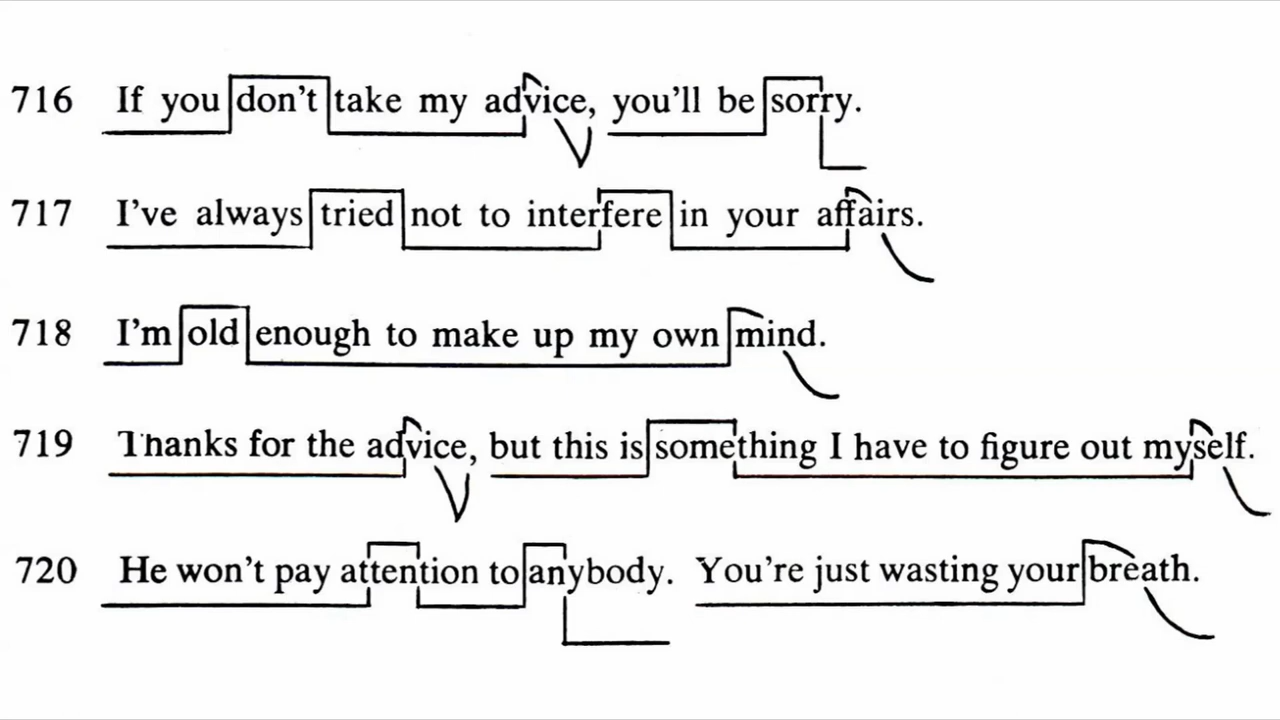 716 If you don't take my advice, you'll be sorry.
717 I've always tried not to interfere in your affairs.
718 I'm old enough to make up my own mind.
719 Thanks for the advice, but this is something I have to figure out myself.
720 He won't pay attention to anybody. You're just wasting your breath.